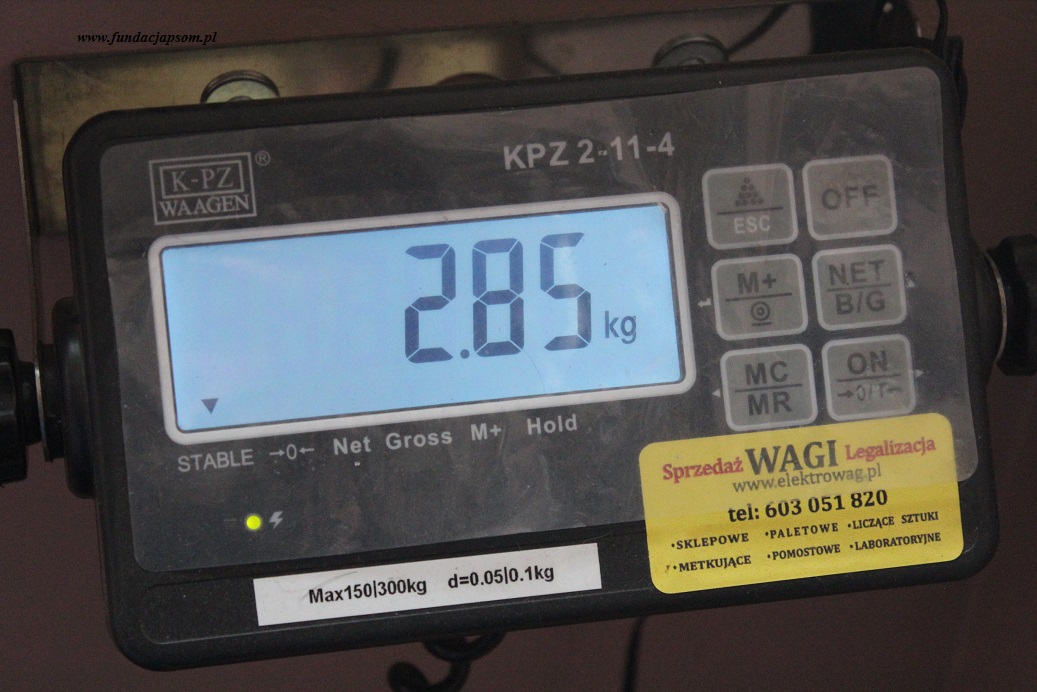 www.fundacjapsom.pl
K-PZ ®
WAAGEN
KPZ 2-11-4
ESC
OFF
2.85 kg
M+
NET
B/G
MC
MR
ON
→0/T←
STABLE →0← Net Gross M+ Hold
Sprzedaż WAGI Legalizacja
www.elektrowag.pl
tel: 603 051 820
•SKLEPOWE •PALETOWE •LICZĄCE SZTUKI
•METKUJĄCE •POMOSTOWE •LABORATORYJNE
Max150|300kg d=0.05|0.1kg